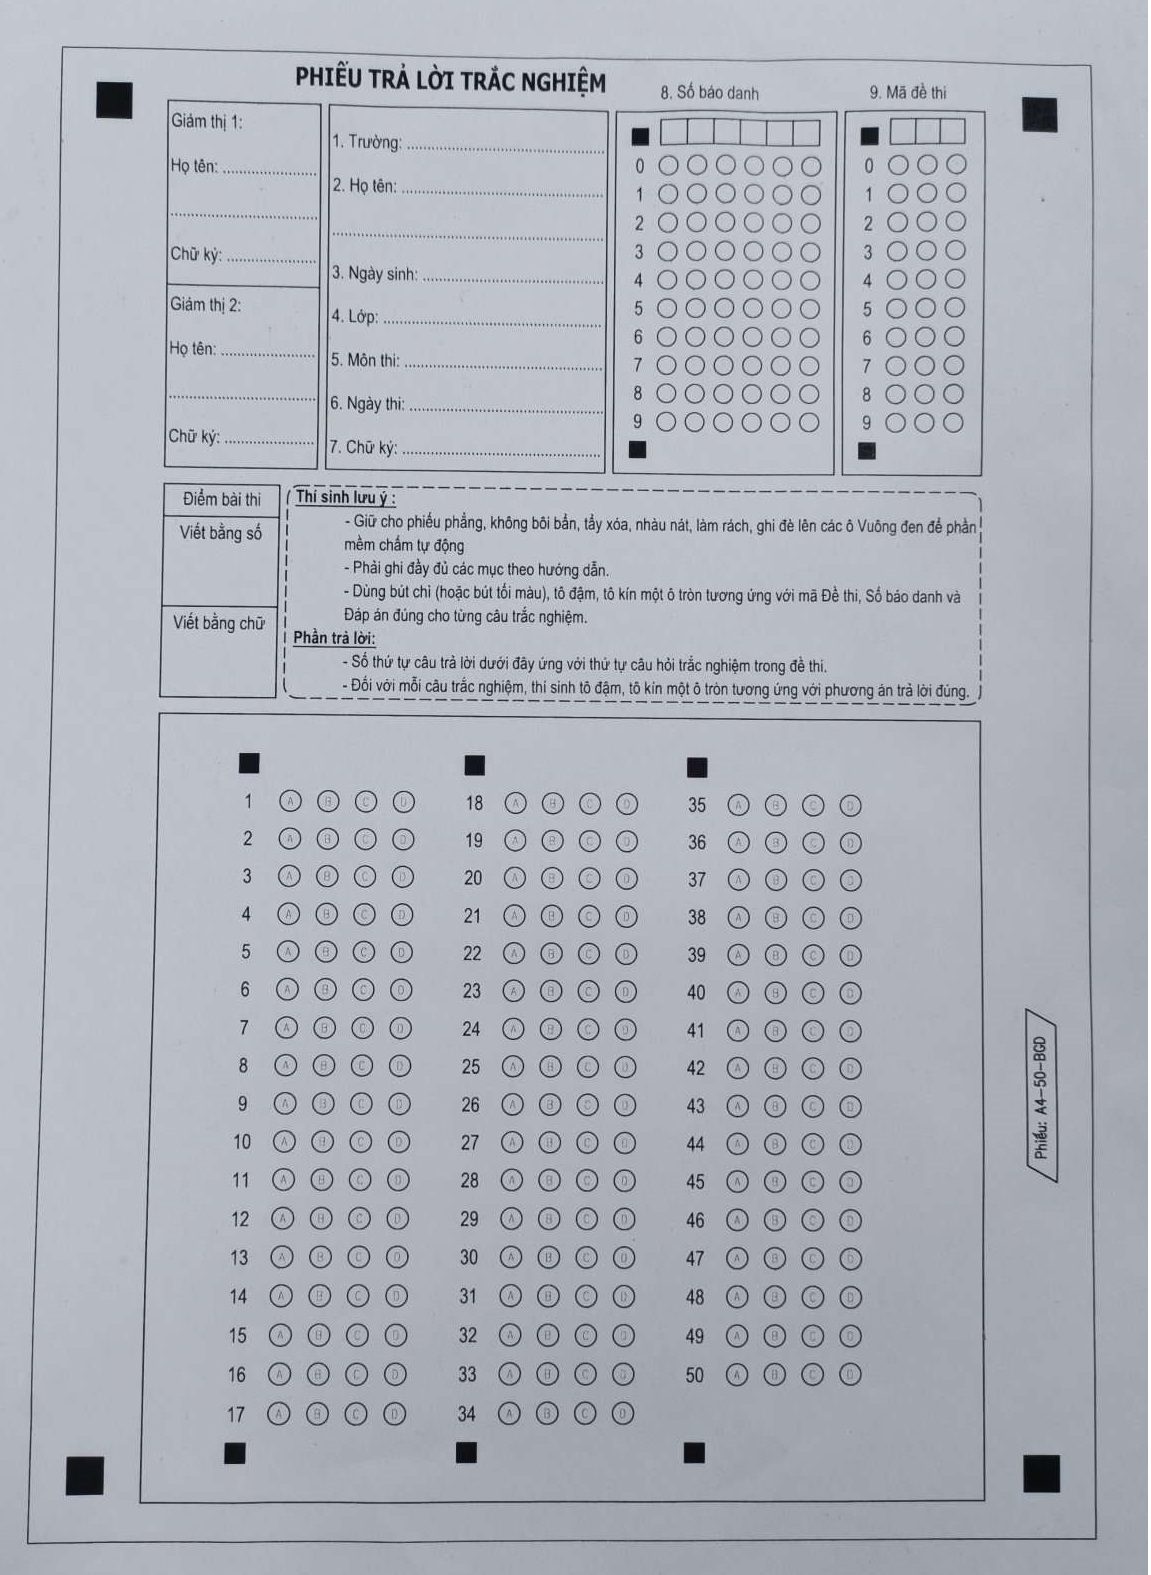 PHIẾU TRẢ LỜI TRẮC NGHIỆM
Giám thị 1:
Họ tên:
Chữ ký:
Giám thị 2:
Họ tên:
Chữ ký:
1. Trường:
2. Họ tên:
3. Ngày sinh:
4. Lớp:
5. Môn thi:
6. Ngày thi:
7. Chữ ký:
8. Số báo danh
0
1
2
3
4
5
6
7
8
9
9. Mã đề thi
0
1
2
3
4
5
6
7
8
9
Điểm bài thi
Viết bằng số
Viết bằng chữ
Thí sinh lưu ý :
- Giữ cho phiếu phẳng, không bôi bẩn, tẩy xóa, nhàu nát, làm rách, ghi đè lên các ô Vuông đen để phần
mềm chấm tự động
- Phải ghi đầy đủ các mục theo hướng dẫn.
- Dùng bút chì (hoặc bút tối màu), tô đậm, tô kín một ô tròn tương ứng với mã Đề thi, Số báo danh và
Đáp án đúng cho từng câu trắc nghiệm.
Phần trả lời:
- Số thứ tự câu trả lời dưới đây ứng với thứ tự câu hỏi trắc nghiệm trong đề thi.
- Đối với mỗi câu trắc nghiệm, thí sinh tô đậm, tô kín một ô tròn tương ứng với phương án trả lời đúng.
1 A B C D
2 A B C D
3 A B C D
4 A B C D
5 A B C D
6 A B C D
7 A B C D
8 A B C D
9 A B C D
10 A B C D
11 A B C D
12 A B C D
13 A B C D
14 A B C D
15 A B C D
16 A B C D
17 A B C D
18 A B C D
19 A B C D
20 A B C D
21 A B C D
22 A B C D
23 A B C D
24 A B C D
25 A B C D
26 A B C D
27 A B C D
28 A B C D
29 A B C D
30 A B C D
31 A B C D
32 A B C D
33 A B C D
34 A B C D
35 A B C D
36 A B C D
37 A B C D
38 A B C D
39 A B C D
40 A B C D
41 A B C D
42 A B C D
43 A B C D
44 A B C D
45 A B C D
46 A B C D
47 A B C D
48 A B C D
49 A B C D
50 A B C D
Phiếu: A4-50-BGD